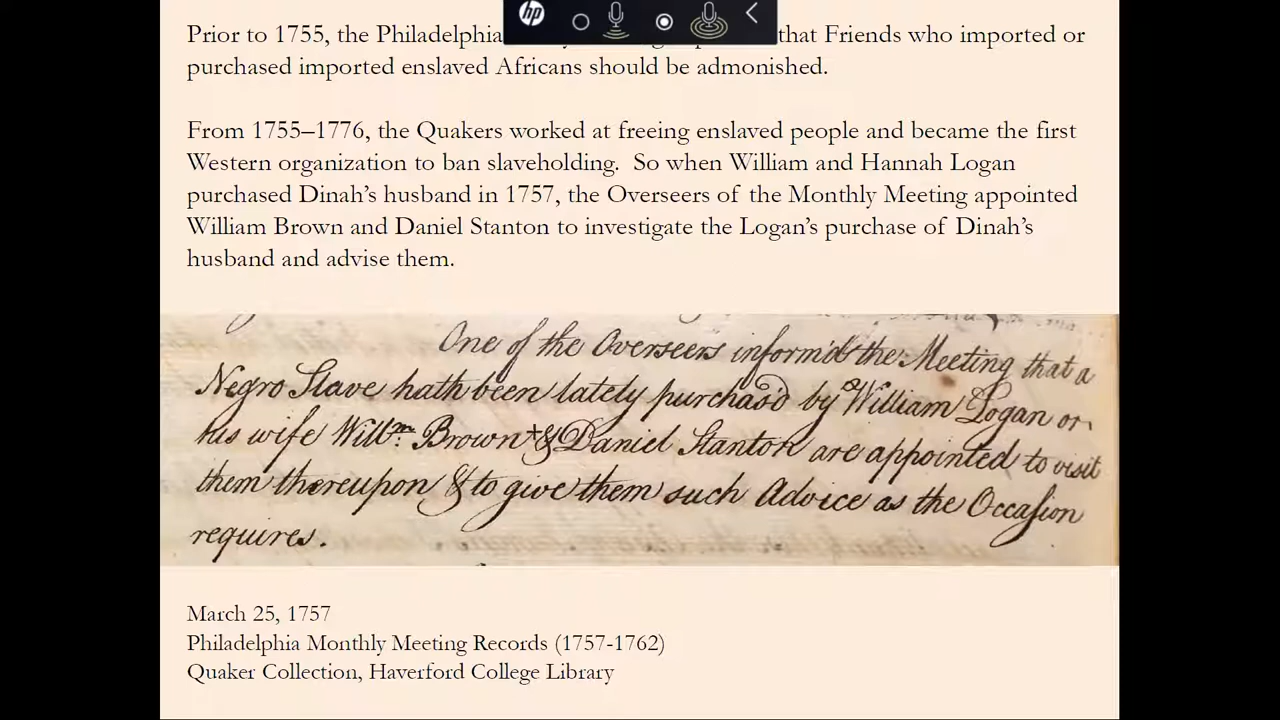 hp
Prior to 1755, the Philadelphia that Friends who imported or
purchased imported enslaved Africans should be admonished.
From 1755–1776, the Quakers worked at freeing enslaved people and became the first
Western organization to ban slaveholding. So when William and Hannah Logan
purchased Dinah’s husband in 1757, the Overseers of the Monthly Meeting appointed
William Brown and Daniel Stanton to investigate the Logan’s purchase of Dinah’s
husband and advise them.
One of the Overseers inform'd the Meeting that a
Negro Slave hath been lately purchas'd by William Logan or
his wife Willm. Brown & Daniel Stanton are appointed to visit
them thereupon & to give them such Advice as the Occasion
requires.
March 25, 1757
Philadelphia Monthly Meeting Records (1757-1762)
Quaker Collection, Haverford College Library